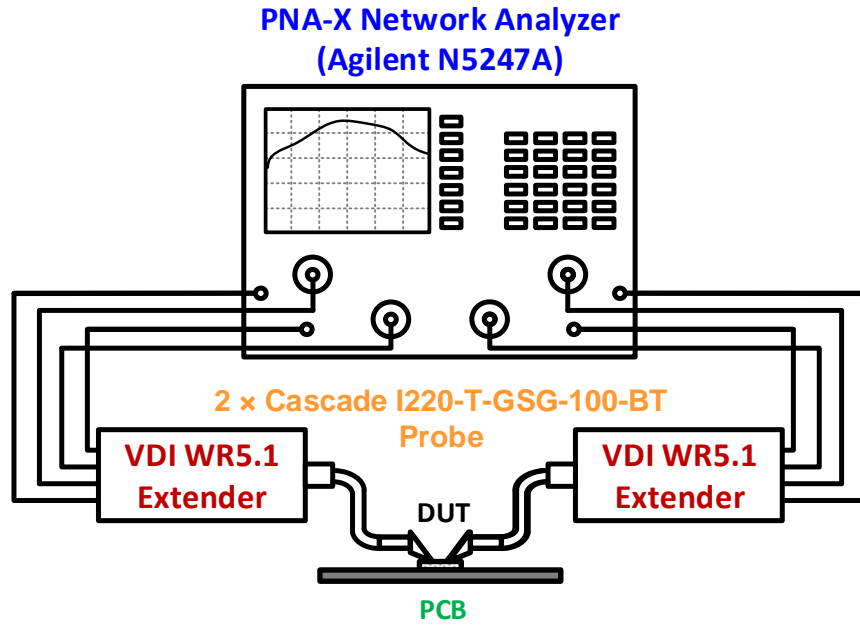 PNA-X Network Analyzer
(Agilent N5247A)
2 × Cascade I220-T-GSG-100-BT
Probe
VDI WR5.1
Extender
VDI WR5.1
Extender
DUT
PCB